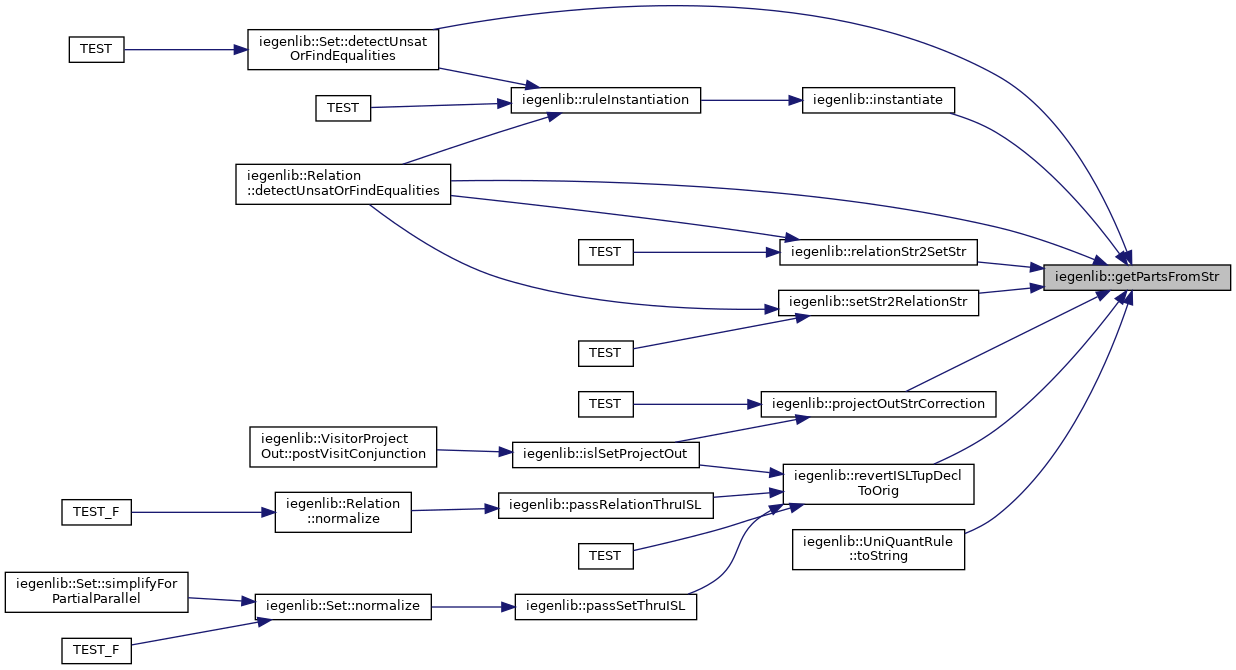 iegenlib::Set::detectUnsat
OrFindEqualities
TEST
iegenlib::ruleInstantiation
iegenlib::instantiate
TEST
iegenlib::Relation
::detectUnsatOrFindEqualities
iegenlib::relationStr2SetStr
TEST
iegenlib::getPartsFromStr
iegenlib::setStr2RelationStr
TEST
iegenlib::projectOutStrCorrection
TEST
iegenlib::VisitorProject
Out::postVisitConjunction
iegenlib::islSetProjectOut
iegenlib::revertISLTupDecl
ToOrig
iegenlib::Relation
::normalize
iegenlib::passRelationThruISL
TEST_F
iegenlib::UniQuantRule
::toString
TEST
iegenlib::Set::simplifyFor
PartialParallel
iegenlib::Set::normalize
iegenlib::passSetThruISL
TEST_F